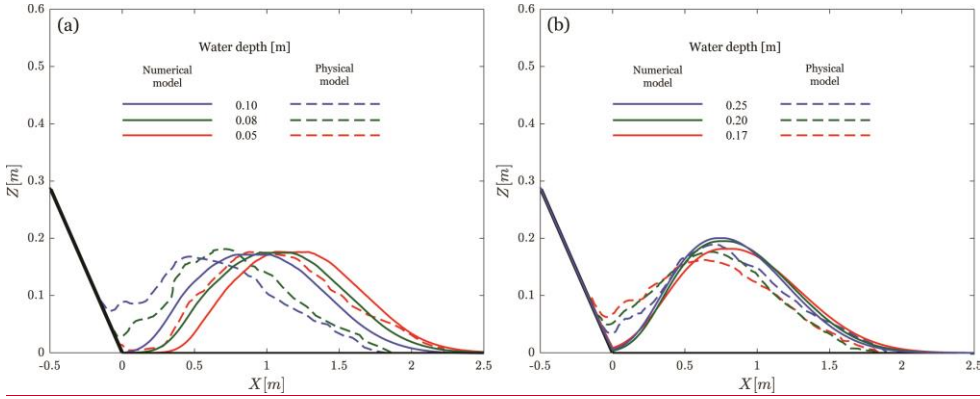 (a)
Water depth [m]
Numerical model
Physical model
0.10
0.08
0.05
Z[m]
0.6
0.5
0.4
0.3
0.2
0.1
0
-0.5 0 0.5 1 1.5 2 2.5
X[m]
(b)
Water depth [m]
Numerical model
Physical model
0.25
0.20
0.17
Z[m]
0.6
0.5
0.4
0.3
0.2
0.1
0
-0.5 0 0.5 1 1.5 2 2.5
X[m]